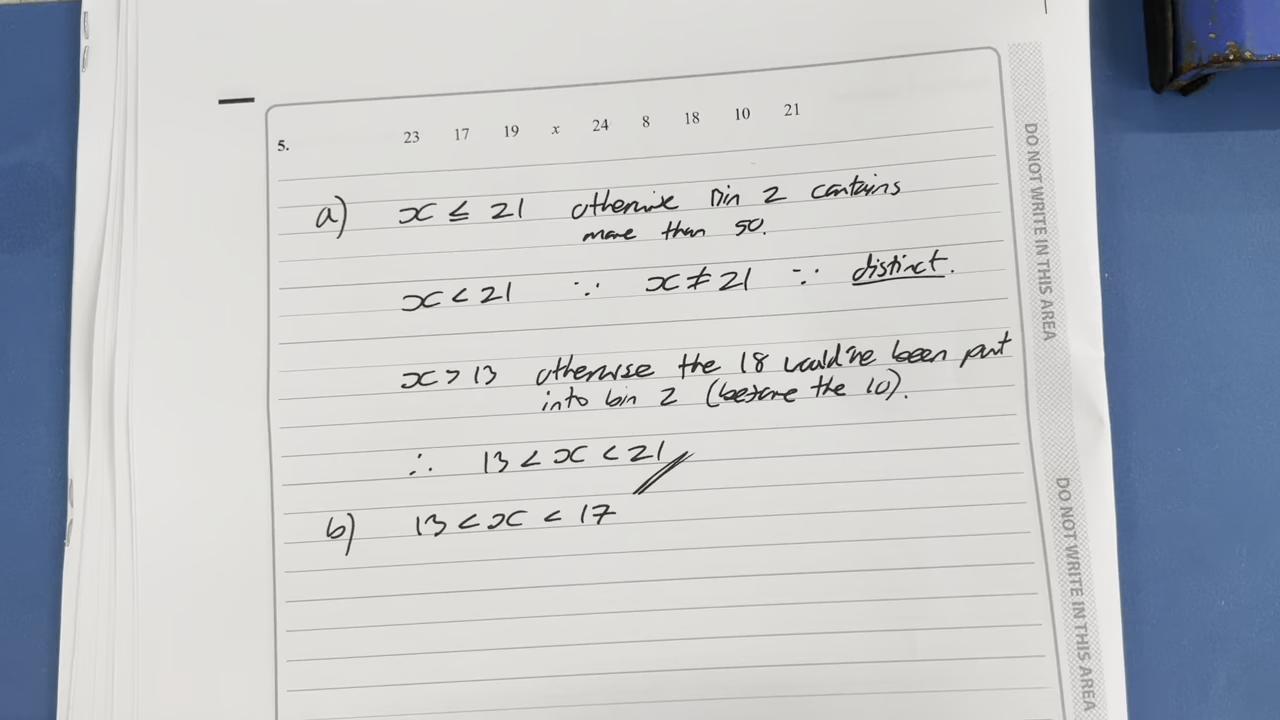 5. 23 17 19 x 24 8 18 10 21
a) x ≤ 21 otherwise Bin 2 contains
more than 50.
x < 21 ∵ x ≠ 21 ∵ distinct.
x > 13 otherwise the 18 would've been put
into bin 2 (before the 10).
∴ 13 < x < 21
b) 13 < x < 17
DO NOT WRITE IN THIS AREA
DO NOT WRITE IN THIS AREA